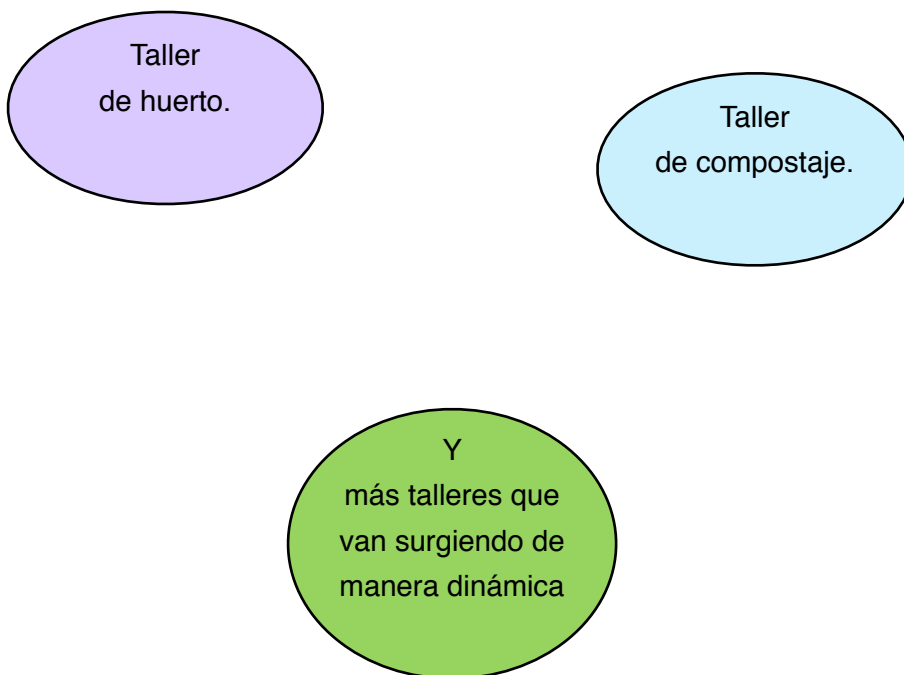 Taller
de huerto.
Taller
de compostaje.
Y
más talleres que
van surgiendo de
manera dinámica